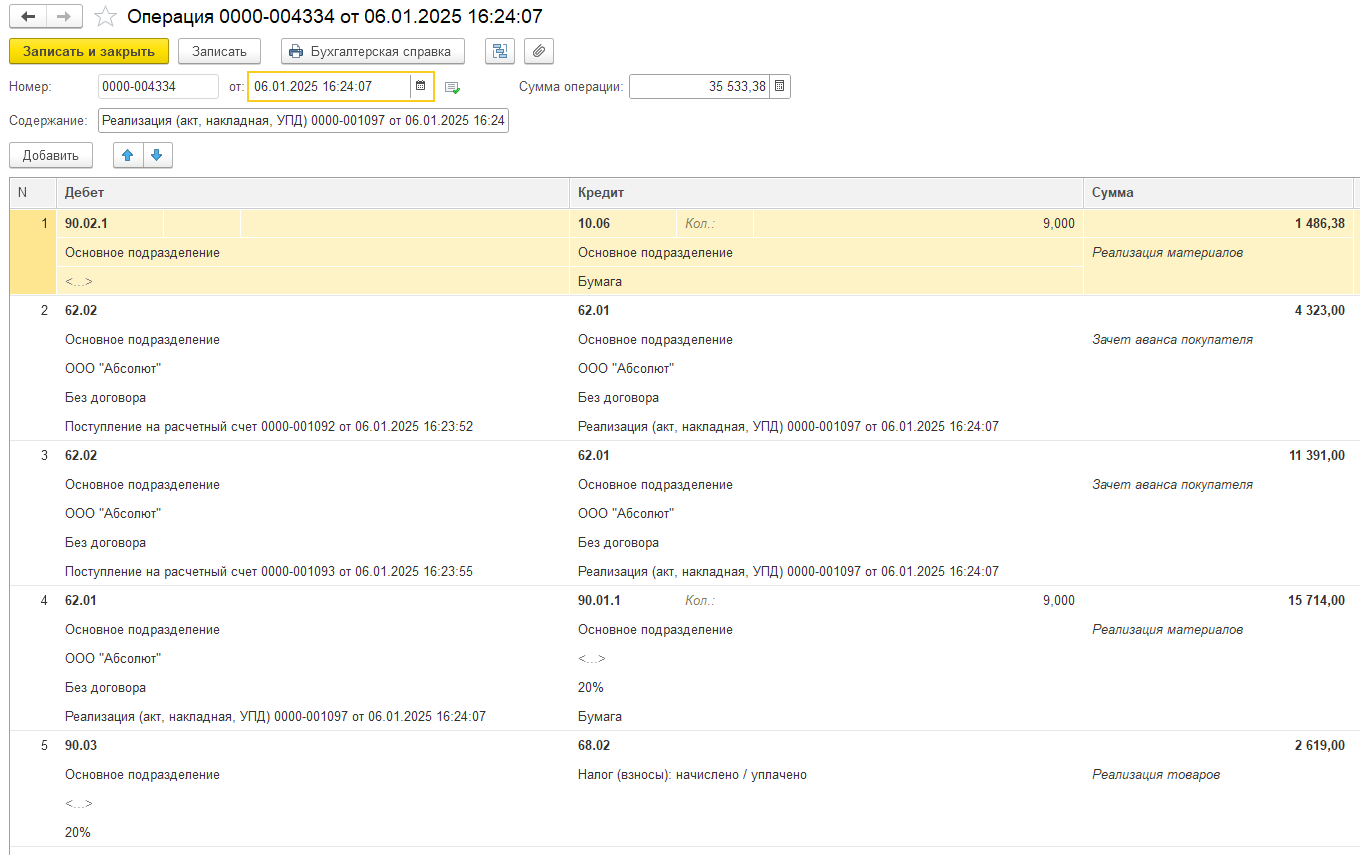 Операция 0000-004334 от 06.01.2025 16:24:07
Записать и закрыть Записать Бухгалтерская справка
Номер: 0000-004334 от: 06.01.2025 16:24:07 Сумма операции: 35 533,38
Содержание: Реализация (акт, накладная, УПД) 0000-001097 от 06.01.2025 16:24
Добавить
N Дебет Кредит Сумма
1 90.02.1 10.06 Кол.: 9,000 1 486,38
Основное подразделение Основное подразделение Реализация материалов
<...> Бумага
2 62.02 62.01 4 323,00
Основное подразделение Основное подразделение Зачет аванса покупателя
ООО "Абсолют" ООО "Абсолют"
Без договора Без договора
Поступление на расчетный счет 0000-001092 от 06.01.2025 16:23:52 Реализация (акт, накладная, УПД) 0000-001097 от 06.01.2025 16:24:07
3 62.02 62.01 11 391,00
Основное подразделение Основное подразделение Зачет аванса покупателя
ООО "Абсолют" ООО "Абсолют"
Без договора Без договора
Поступление на расчетный счет 0000-001093 от 06.01.2025 16:23:55 Реализация (акт, накладная, УПД) 0000-001097 от 06.01.2025 16:24:07
4 62.01 90.01.1 Кол.: 9,000 15 714,00
Основное подразделение Основное подразделение Реализация материалов
ООО "Абсолют" <...>
Без договора 20%
Реализация (акт, накладная, УПД) 0000-001097 от 06.01.2025 16:24:07 Бумага
5 90.03 68.02 2 619,00
Основное подразделение Налог (взносы): начислено / уплачено Реализация товаров
<...>
20%